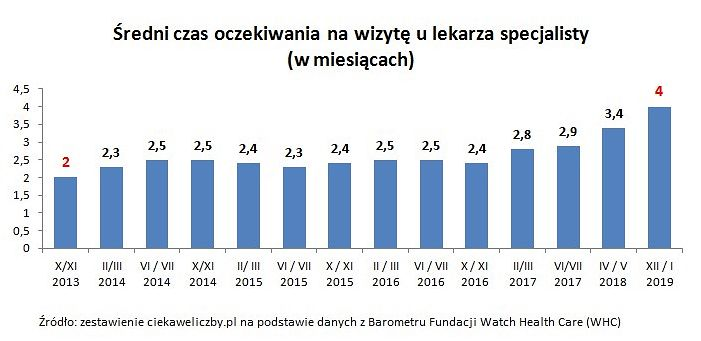 Średni czas oczekiwania na wizytę u lekarza specjalisty
(w miesiącach)
4,5
4
3,5
3
2,5
2
1,5
1
0,5
0
2
2,3
2,5
2,5
2,4
2,3
2,4
2,5
2,5
2,4
2,8
2,9
3,4
4
X/XI
2013
II/III
2014
VI / VII
2014
X/XI
2014
II/ III
2015
VI / VII
2015
X / XI
2015
II / III
2016
VI / VII
2016
X / XI
2016
II/III
2017
VI/VII
2017
IV / V
2018
XII / I
2019
Źródło: zestawienie ciekaweliczby.pl na podstawie danych z Barometru Fundacji Watch Health Care (WHC)